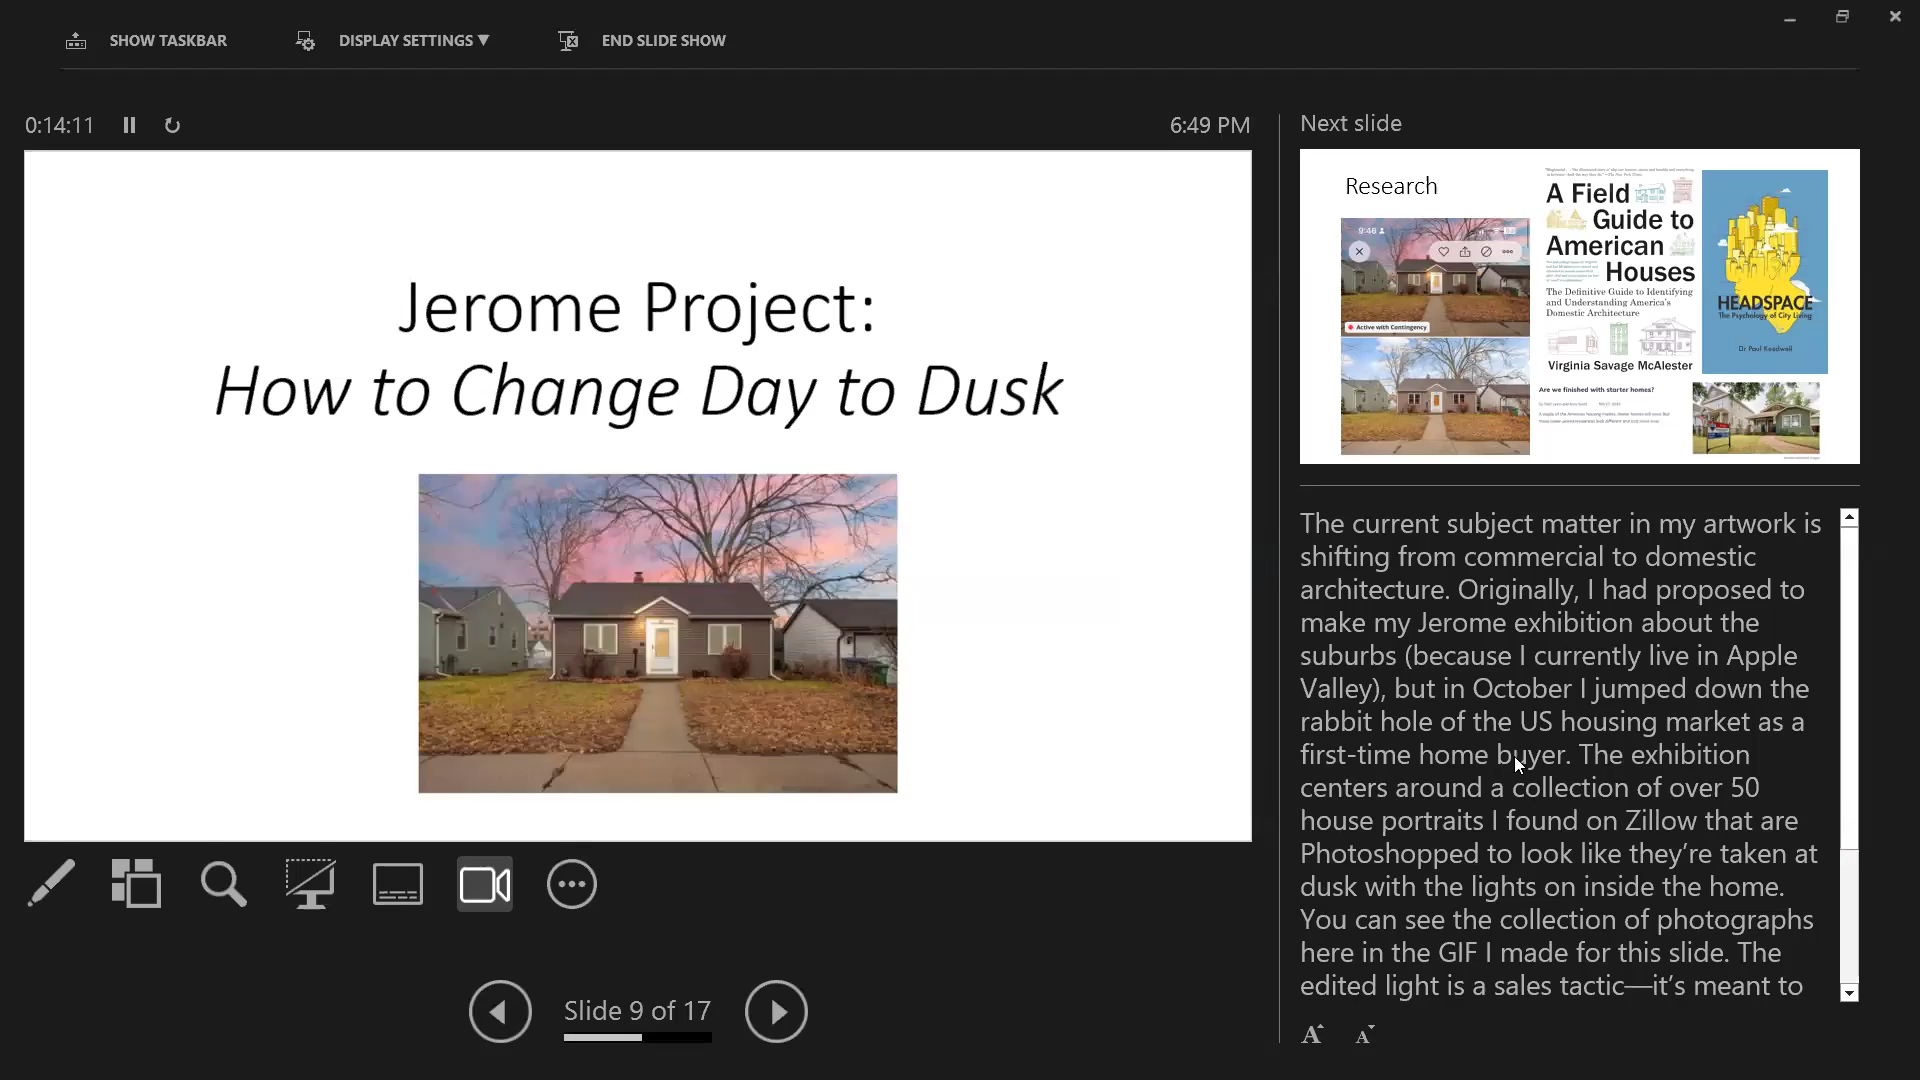 SHOW TASKBAR
DISPLAY SETTINGS ▼
END SLIDE SHOW
0:14:11
6:49 PM
Jerome Project:
How to Change Day to Dusk
Slide 9 of 17
Next slide
Research
9:46
Active with Contingency
A Field
Guide to
American
Houses
The Definitive Guide to Identifying
and Understanding America's
Domestic Architecture
Virginia Savage McAlester
HEADSPACE
The Psychology of City Living
Dr Paul Keedwell
Are we finished with starter homes?
The current subject matter in my artwork is
shifting from commercial to domestic
architecture. Originally, I had proposed to
make my Jerome exhibition about the
suburbs (because I currently live in Apple
Valley), but in October I jumped down the
rabbit hole of the US housing market as a
first-time home buyer. The exhibition
centers around a collection of over 50
house portraits I found on Zillow that are
Photoshopped to look like they're taken at
dusk with the lights on inside the home.
You can see the collection of photographs
here in the GIF I made for this slide. The
edited light is a sales tactic—it's meant to
A A